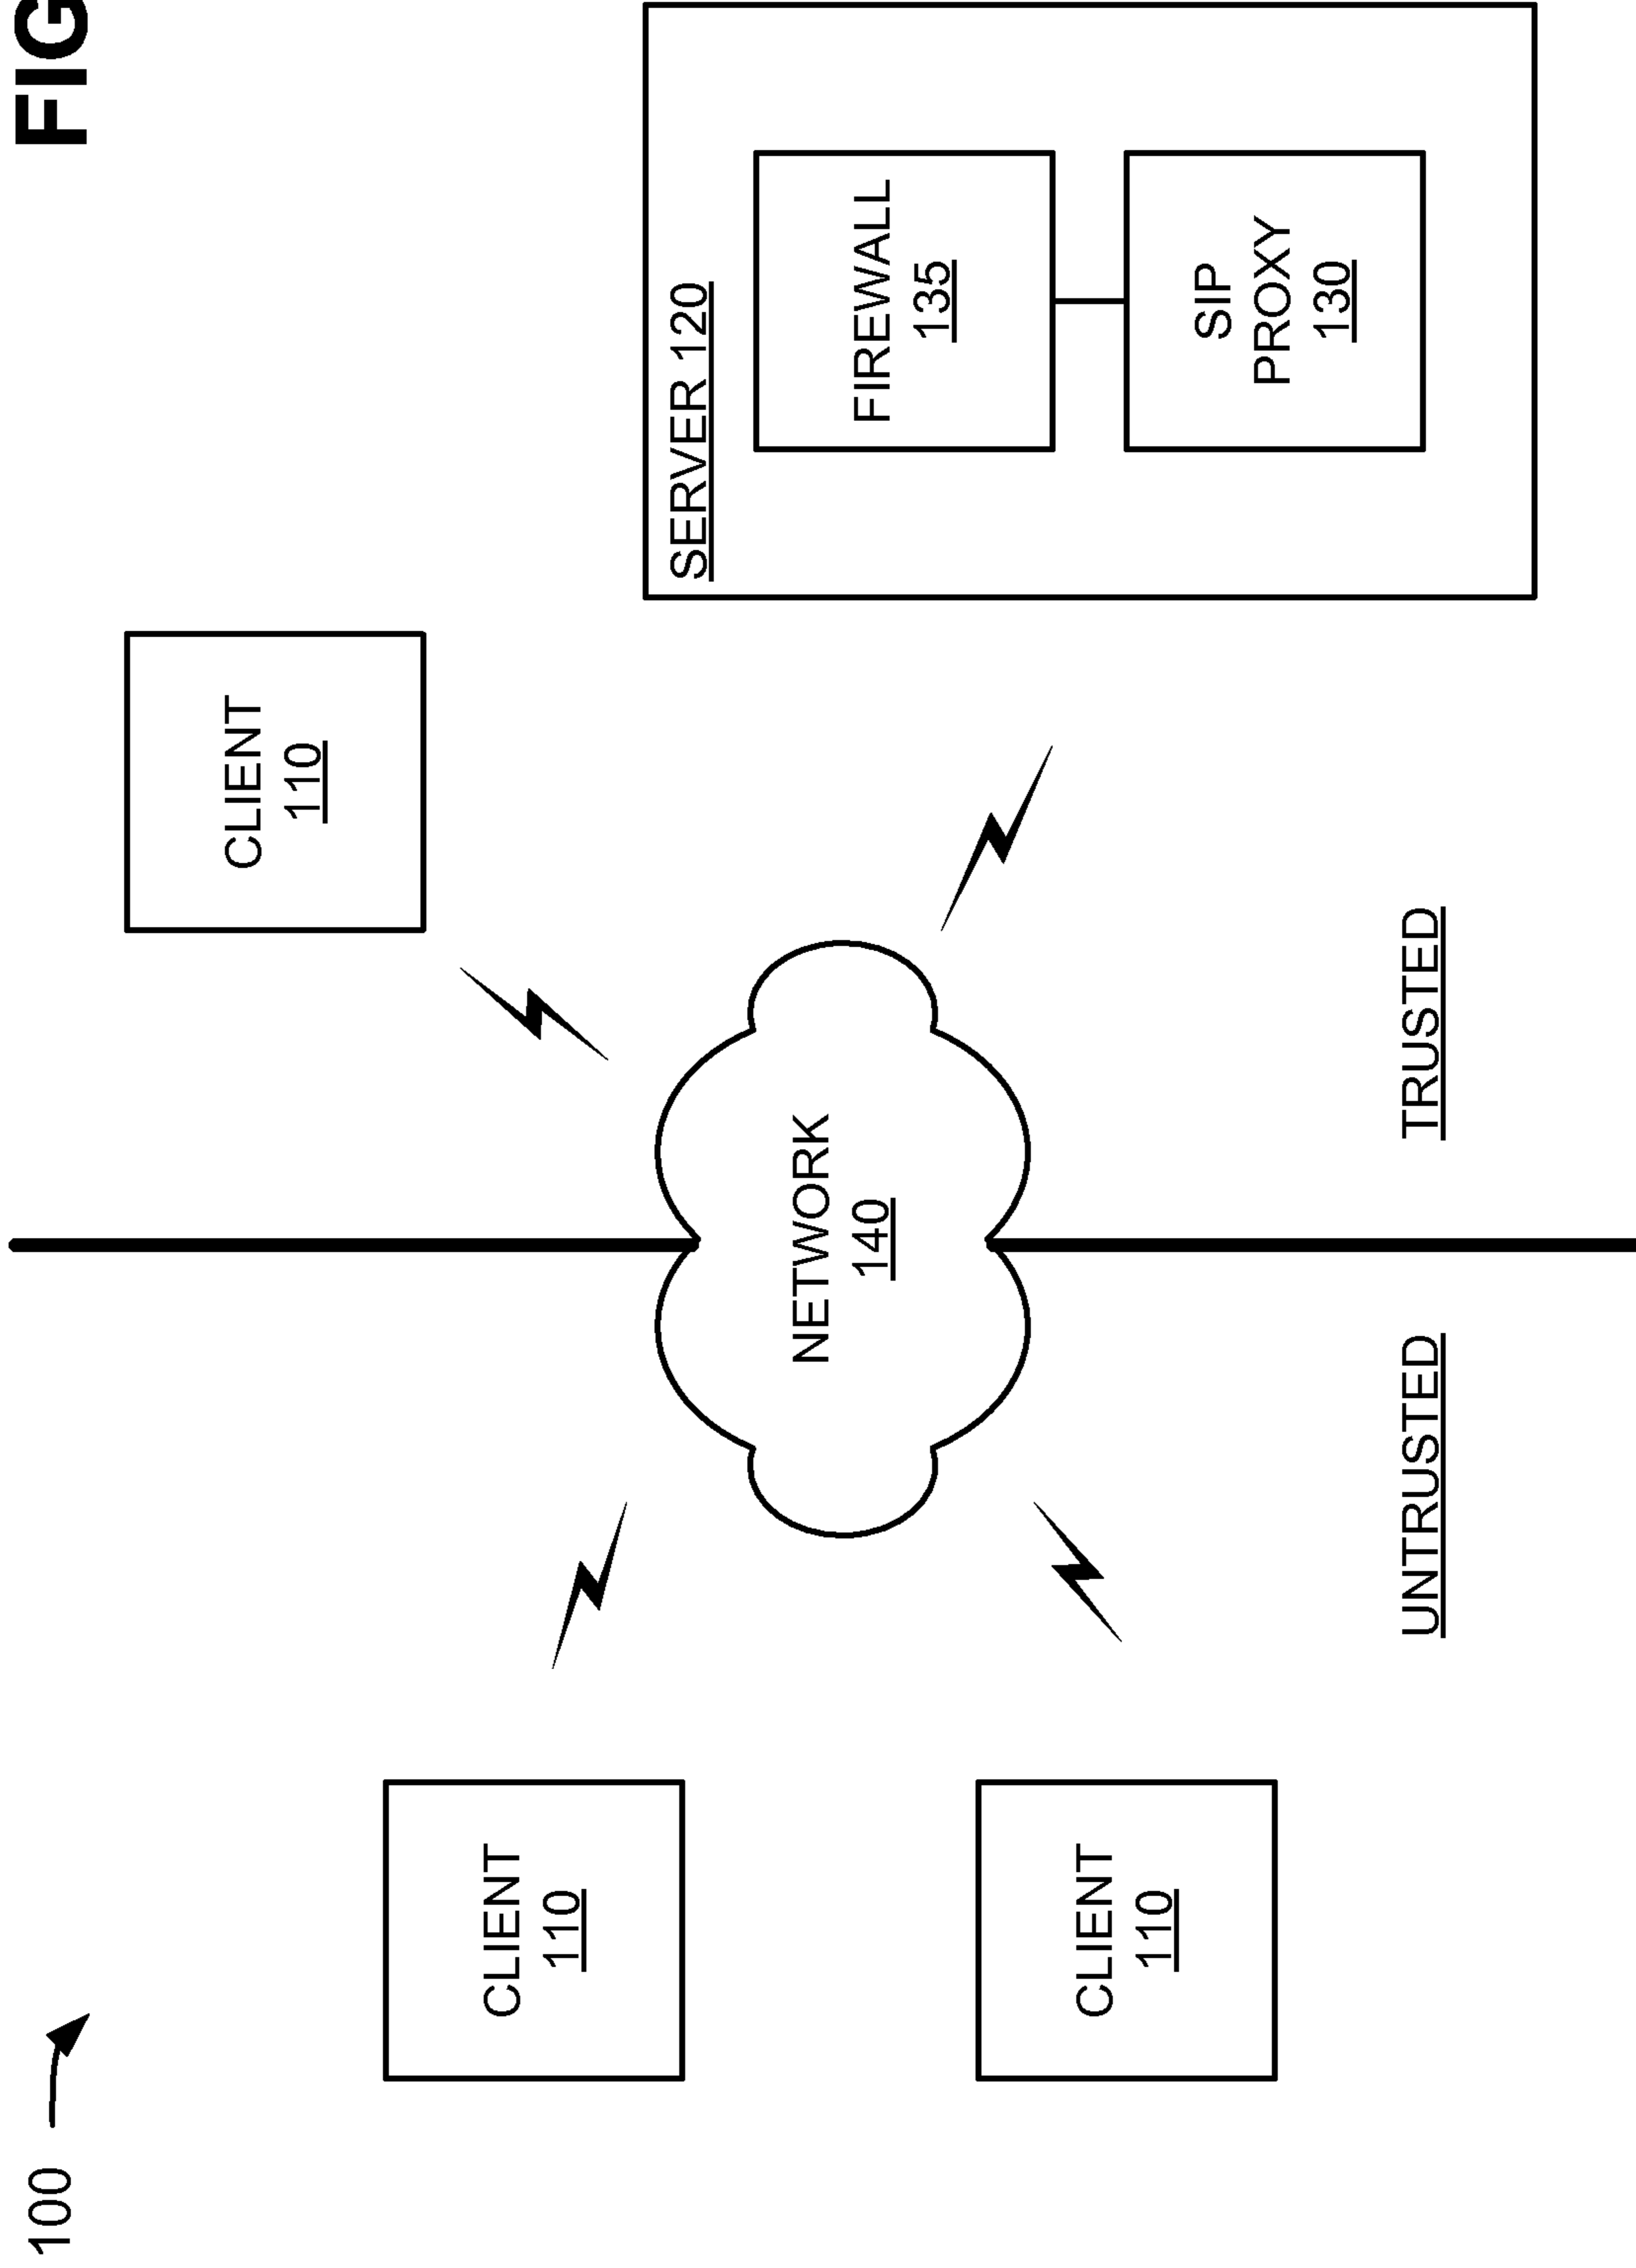 FIG
100
CLIENT
110
CLIENT
110
NETWORK
140
CLIENT
110
SERVER 120
FIREWALL
135
SIP
PROXY
130
UNTRUSTED
TRUSTED